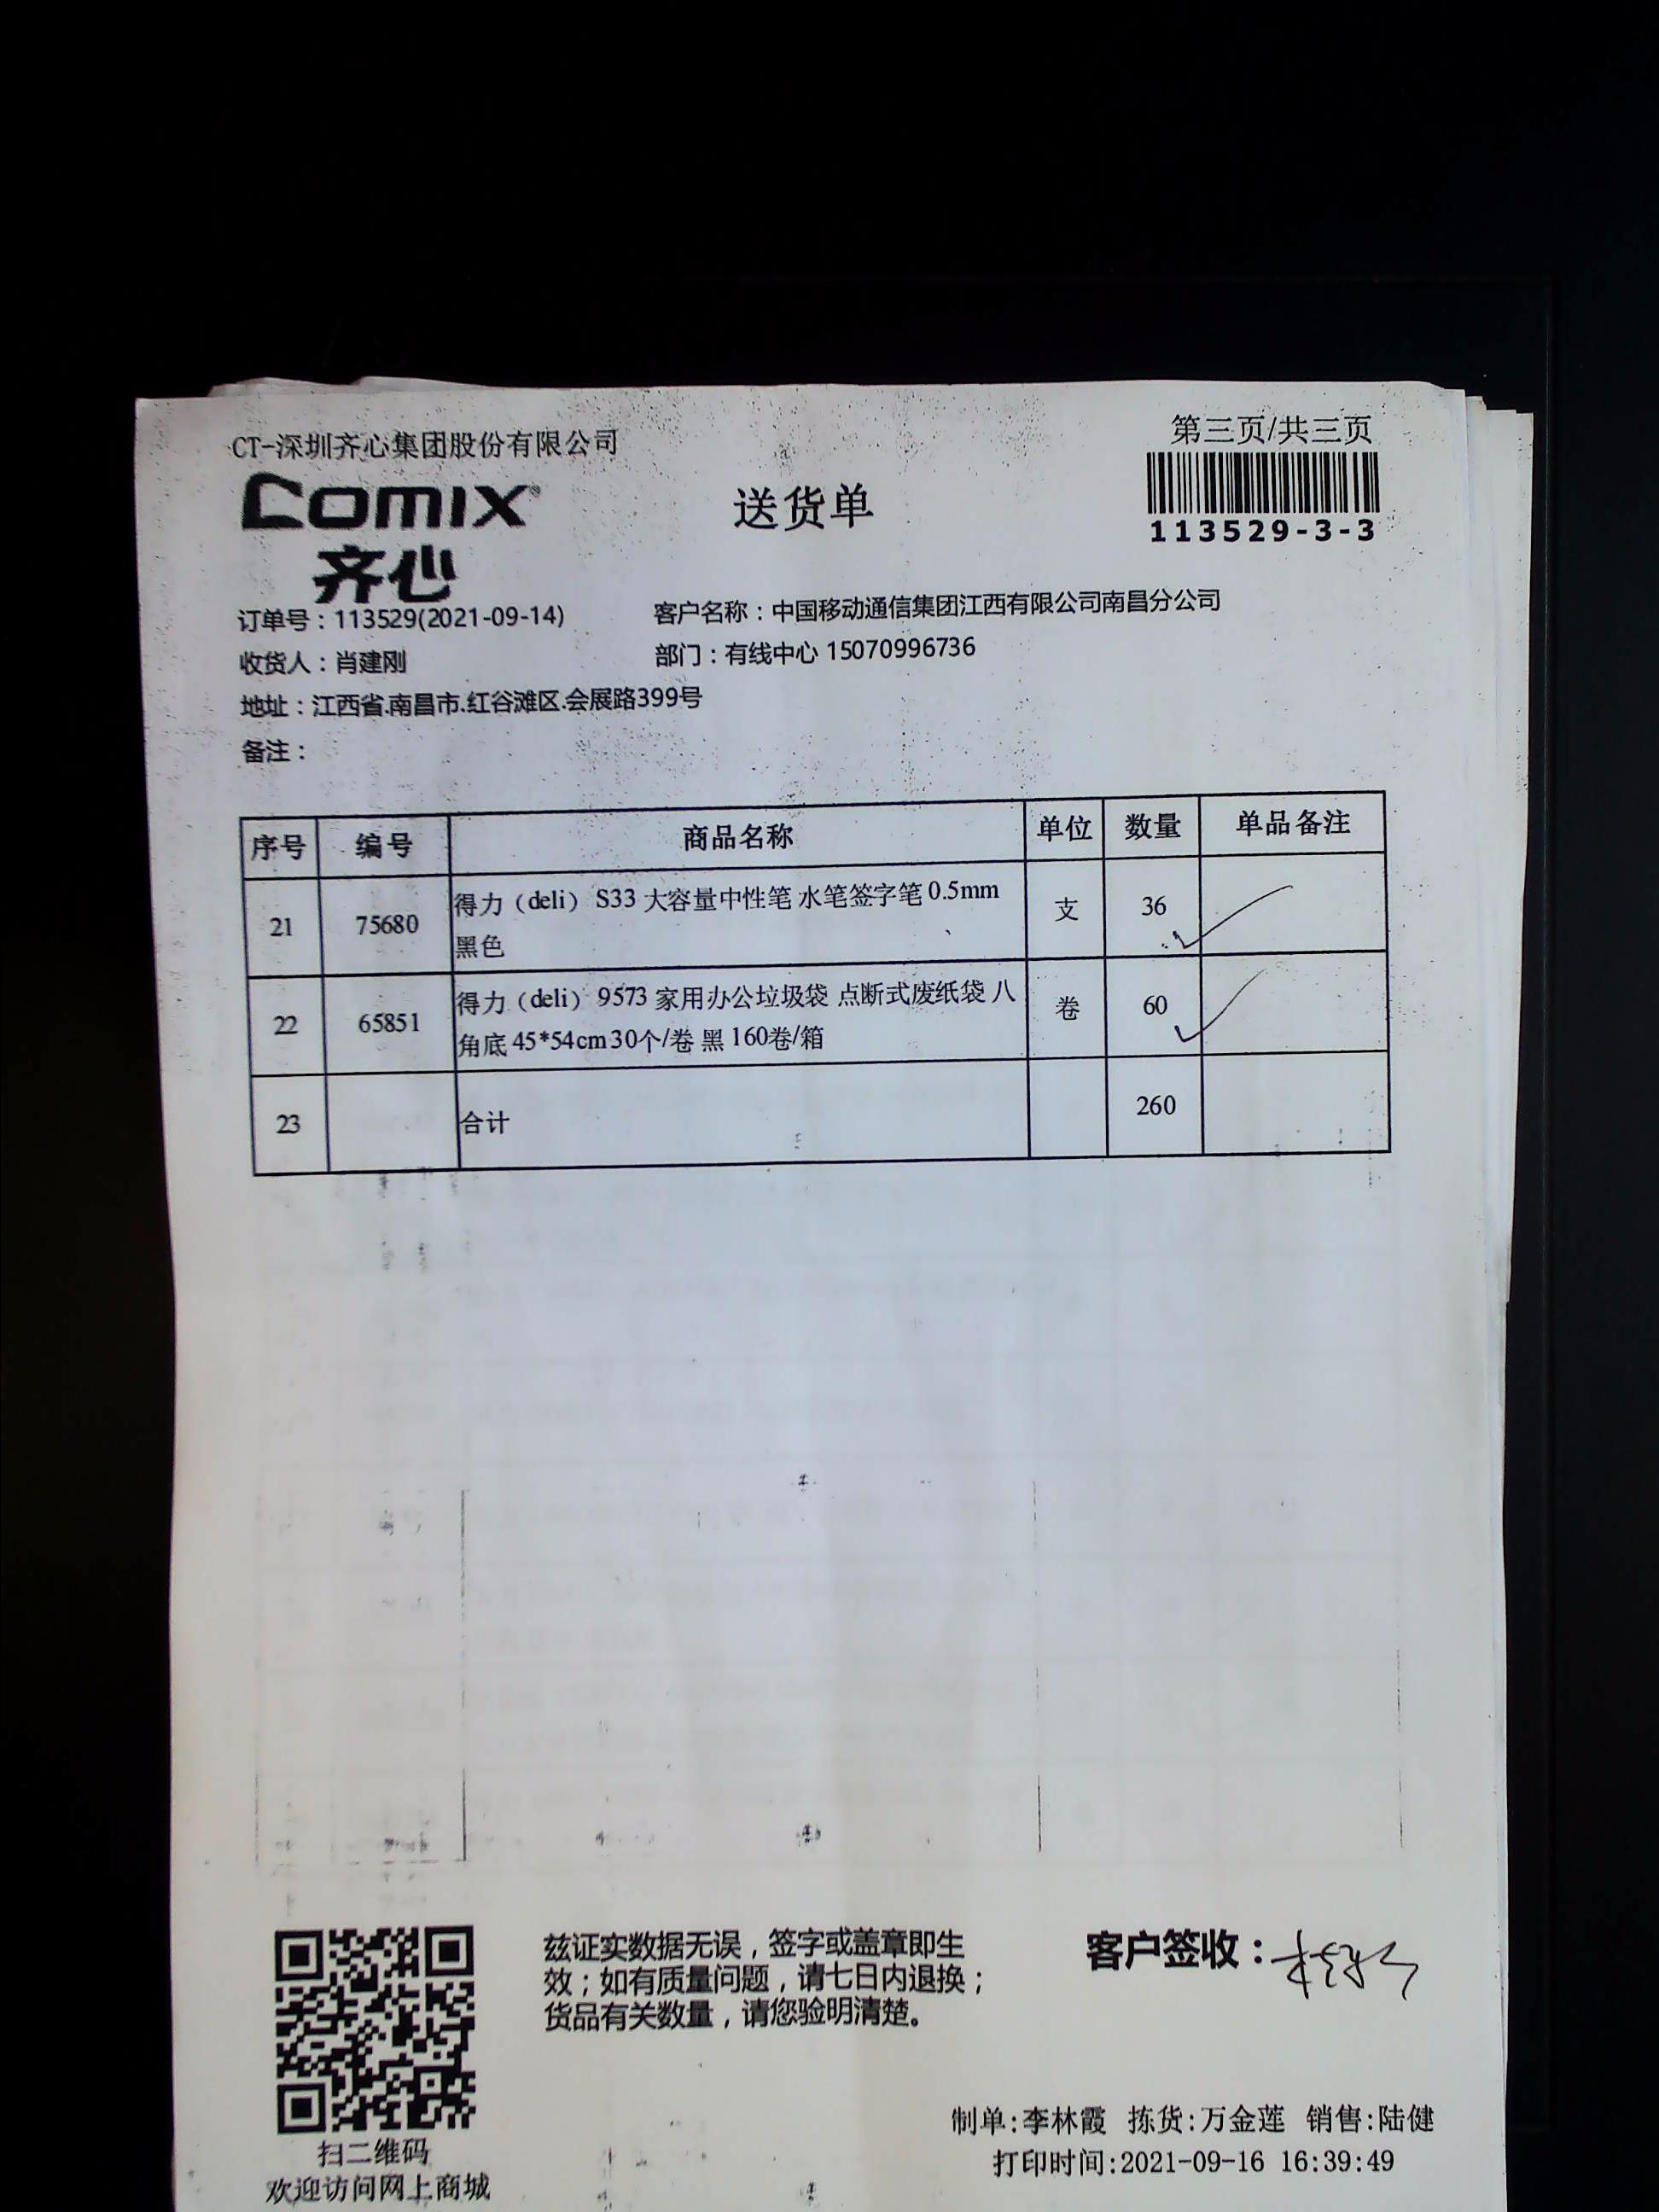 CT-深圳齐心集团股份有限公司
第三页/共三页
COMIX
齐心
送货单
113529-3-3
订单号：113529(2021-09-14)
客户名称：中国移动通信集团江西有限公司南昌分公司
收货人：肖建刚
部门：有线中心 15070996736
地址：江西省.南昌市.红谷滩区.会展路399号
备注：
序号 编号 商品名称 单位 数量 单品备注
21 75680 得力（deli） S33 大容量中性笔 水笔签字笔 0.5mm 支 36
黑色
22 65851 得力（deli） 9573 家用办公垃圾袋 点断式废纸袋 八 卷 60
角底 45*54cm 30个/卷 黑 160卷/箱
23 合计 260
兹证实数据无误，签字或盖章即生
效；如有质量问题，请七日内退换；
货品有关数量，请您验明清楚。
客户签收：
扫二维码
欢迎访问网上商城
制单:李林霞 拣货:万金莲 销售:陆健
打印时间:2021-09-16 16:39:49